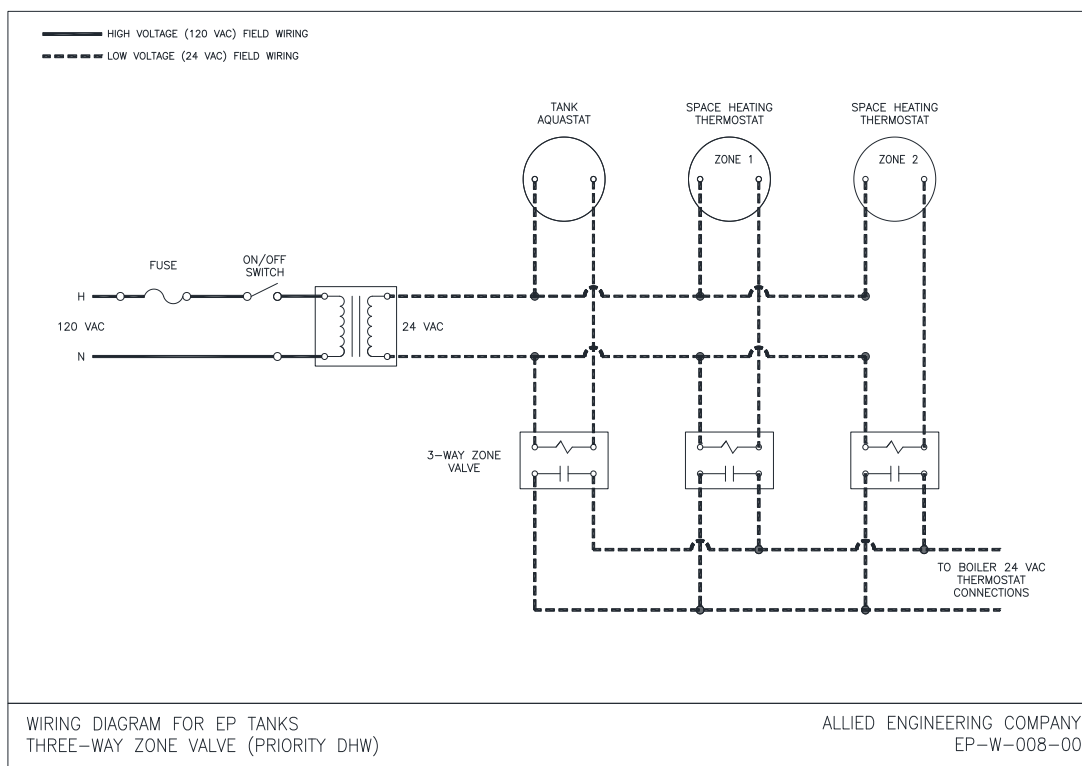 HIGH VOLTAGE (120 VAC) FIELD WIRING
LOW VOLTAGE (24 VAC) FIELD WIRING
TANK
AQUASTAT
SPACE HEATING
THERMOSTAT
SPACE HEATING
THERMOSTAT
ZONE 1
ZONE 2
FUSE
ON/OFF
SWITCH
H
120 VAC
24 VAC
N
3-WAY ZONE
VALVE
TO BOILER 24 VAC
THERMOSTAT
CONNECTIONS
WIRING DIAGRAM FOR EP TANKS
THREE-WAY ZONE VALVE (PRIORITY DHW)
ALLIED ENGINEERING COMPANY
EP-W-008-00